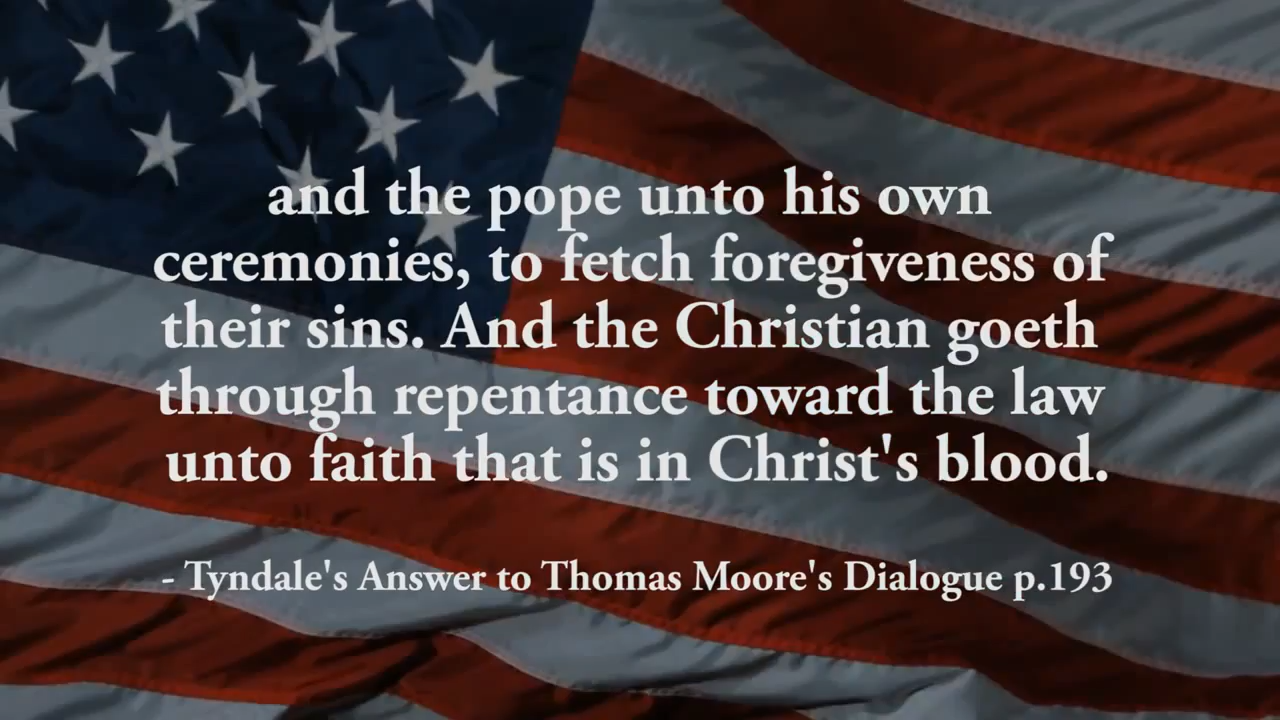 and the pope unto his own
ceremonies, to fetch foregiveness of
their sins. And the Christian goeth
through repentance toward the law
unto faith that is in Christ's blood.
- Tyndale's Answer to Thomas Moore's Dialogue p.193